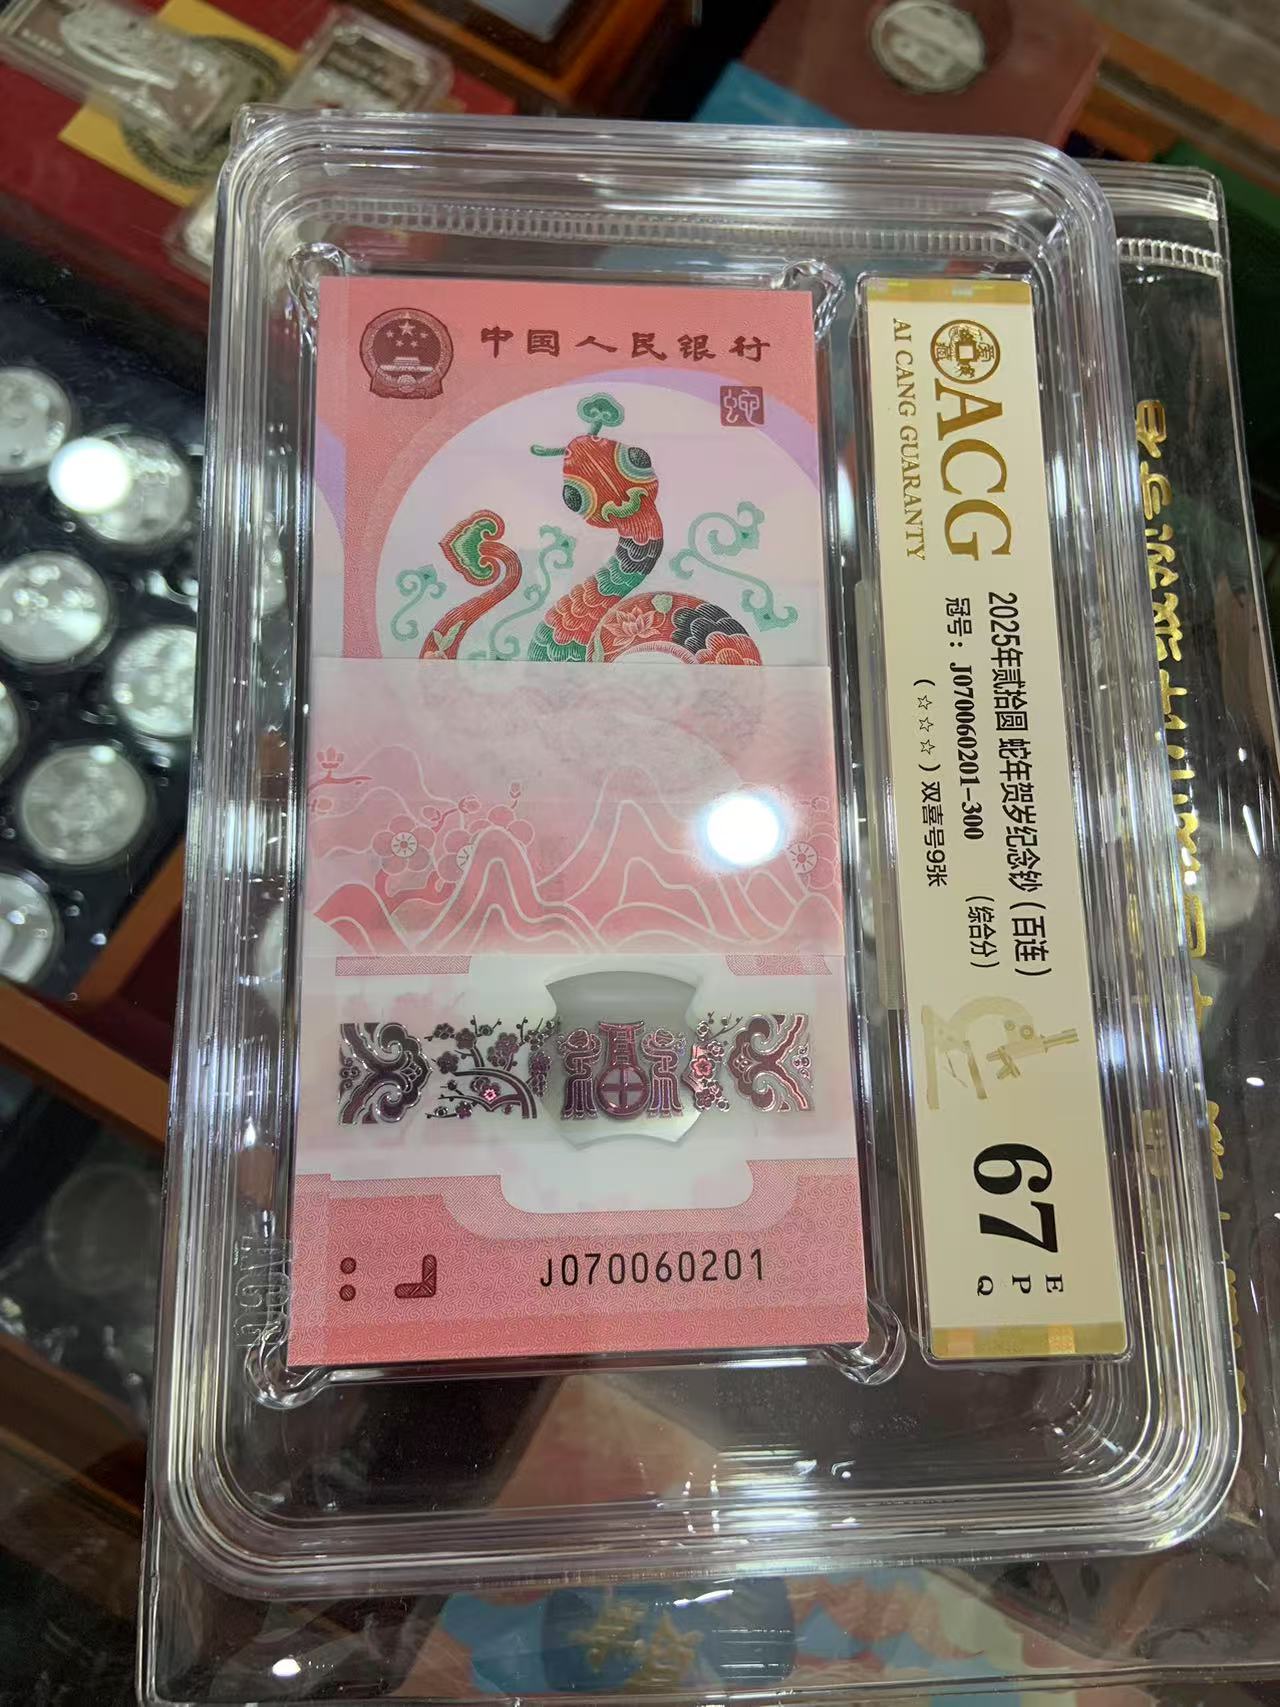 中国人民银行
蛇
J070060201
ACG
AI CANG GUARANTY
2025年贰拾圆 蛇年贺岁纪念钞（百连）
冠号：J070060201-300 （综合分）
（☆☆☆）双喜号9张
67
E
P
Q